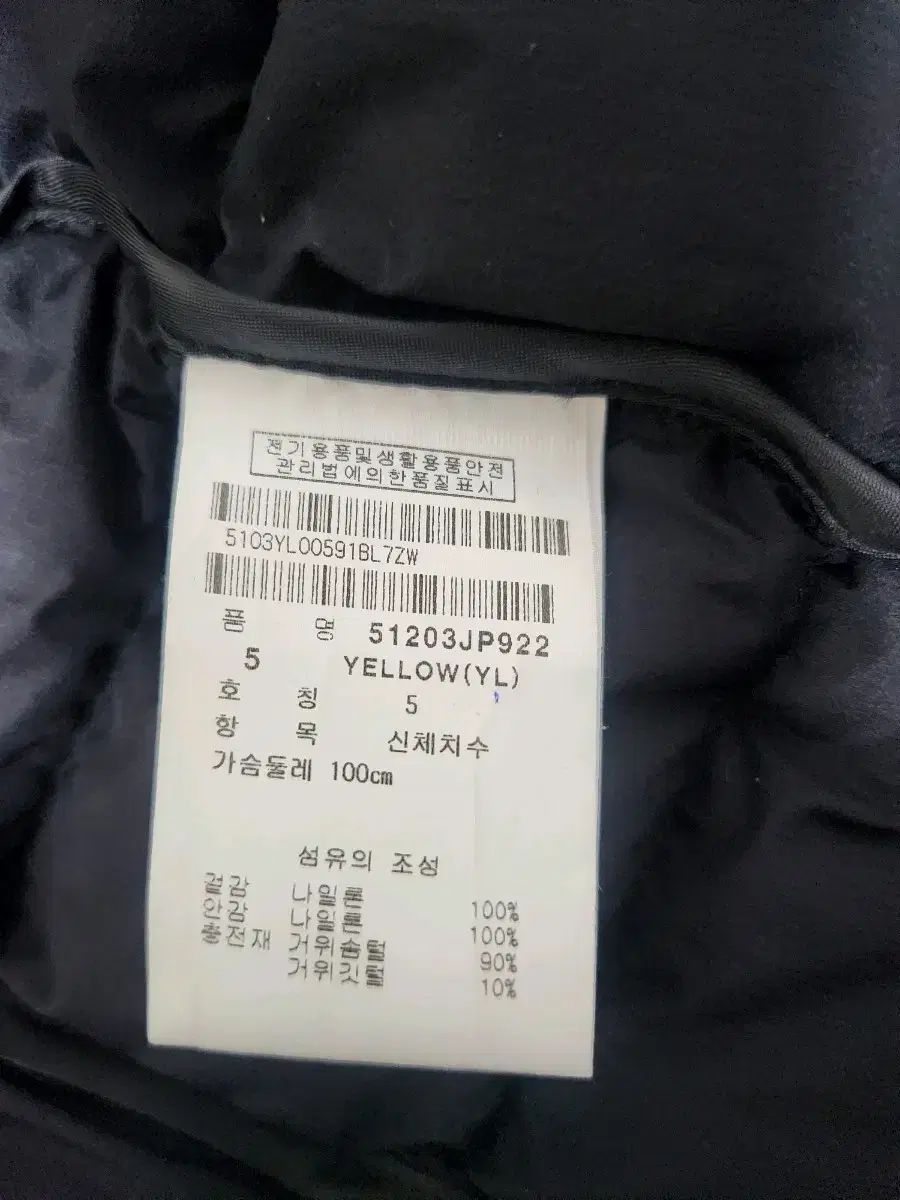 전기용품및생활용품안전
관리법에의한품질표시
5103YL00591BL7ZW
품 명 51203JP922
5 YELLOW(YL)
호 칭 5
항 목 신체치수
가슴둘레 100cm
섬유의 조성
겉감 나일론 100%
안감 나일론 100%
충전재 거위솜털 90%
거위깃털 10%